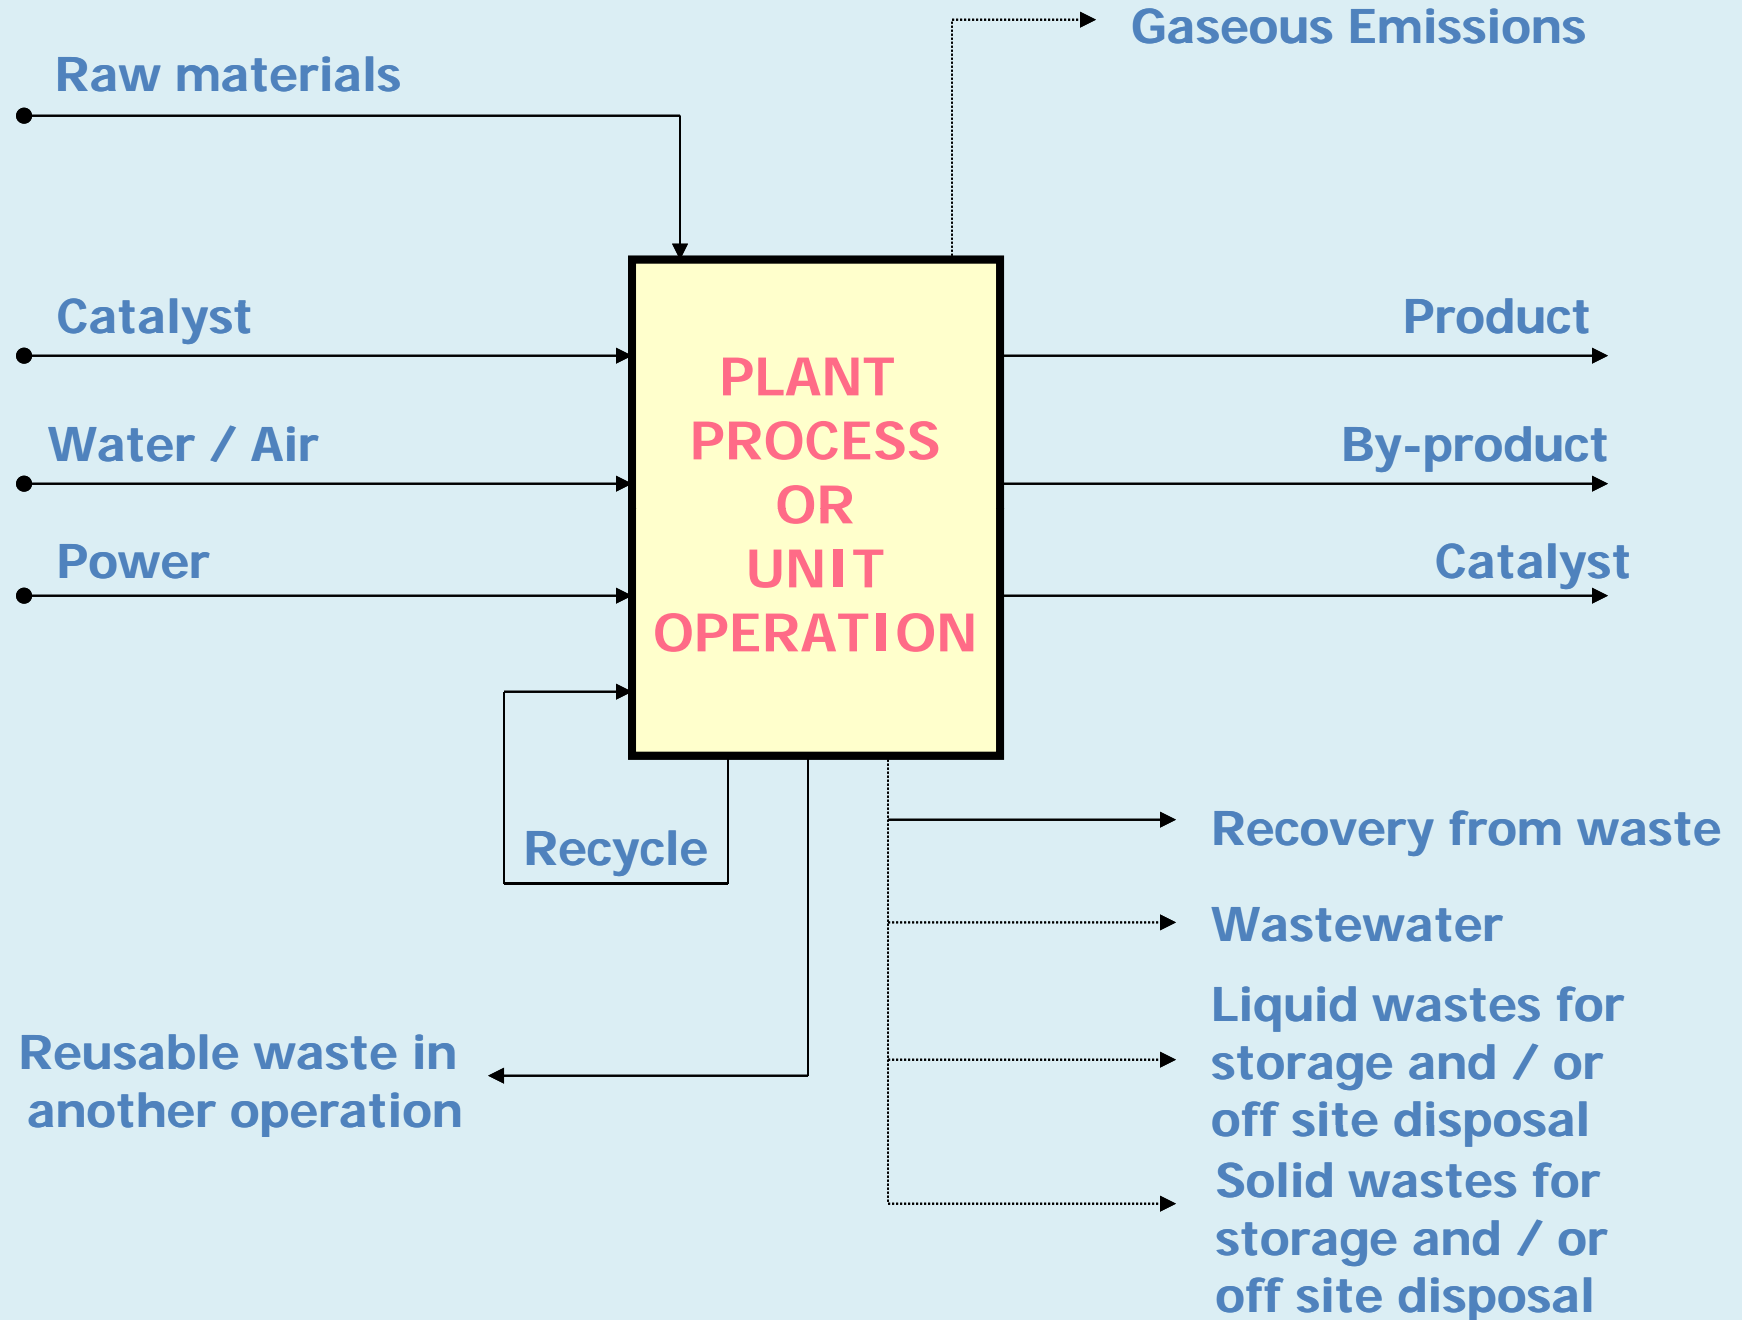 Gaseous Emissions
Raw materials
Catalyst
Product
Water / Air
By-product
Power
Catalyst
PLANT
PROCESS
OR
UNIT
OPERATION
Recycle
Recovery from waste
Wastewater
Reusable waste in
another operation
Liquid wastes for
storage and / or
off site disposal
Solid wastes for
storage and / or
off site disposal